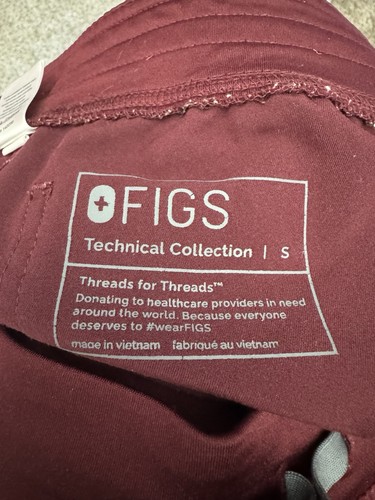 FIGS
Technical Collection | S
Threads for Threads™
Donating to healthcare providers in need
around the world. Because everyone
deserves to #wearFIGS
made in vietnam fabriqué au vietnam